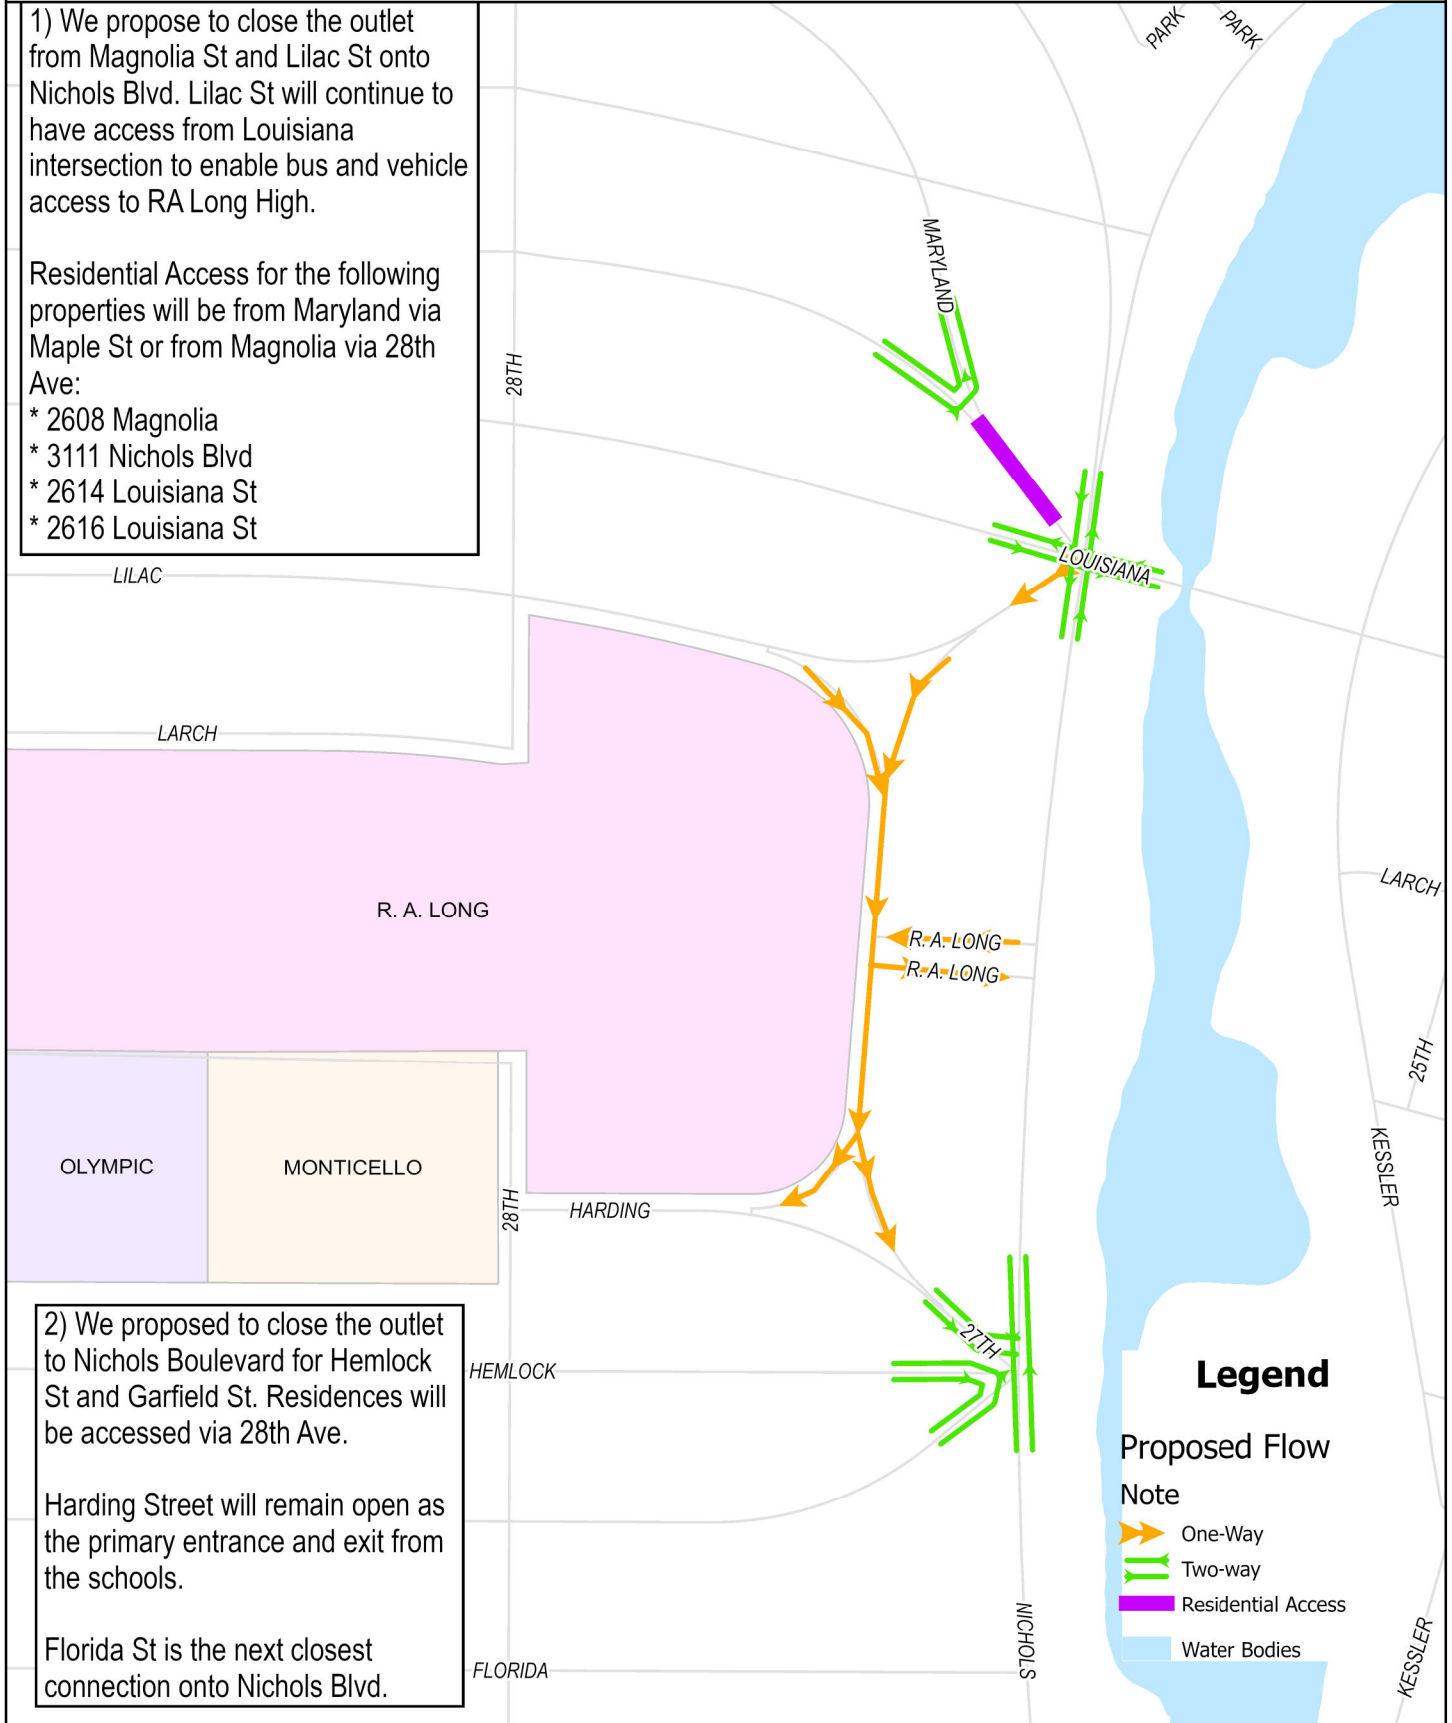 1) We propose to close the outlet
from Magnolia St and Lilac St onto
Nichols Blvd. Lilac St will continue to
have access from Louisiana
intersection to enable bus and vehicle
access to RA Long High.
Residential Access for the following
properties will be from Maryland via
Maple St or from Magnolia via 28th
Ave:
* 2608 Magnolia
* 3111 Nichols Blvd
* 2614 Louisiana St
* 2616 Louisiana St
PARK
PARK
MARYLAND
28TH
LOUISIANA
LILAC
LARCH
R. A. LONG
R. A. LONG
R. A. LONG
LARCH
25TH
KESSLER
OLYMPIC
MONTICELLO
28TH
HARDING
27TH
HEMLOCK
2) We proposed to close the outlet
to Nichols Boulevard for Hemlock
St and Garfield St. Residences will
be accessed via 28th Ave.
Harding Street will remain open as
the primary entrance and exit from
the schools.
Florida St is the next closest
connection onto Nichols Blvd.
FLORIDA
NICHOLS
Legend
Proposed Flow
Note
One-Way
Two-way
Residential Access
Water Bodies
KESSLER